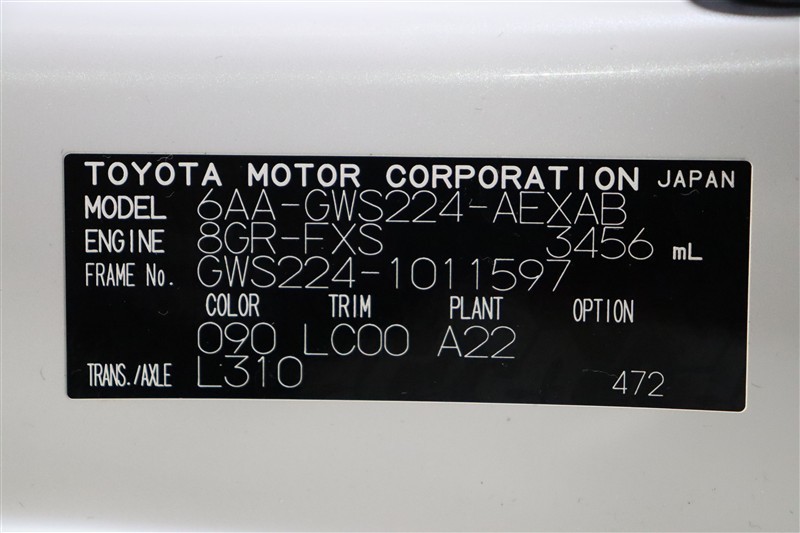 TOYOTA MOTOR CORPORATION JAPAN
MODEL 6AA-GWS224-AEXAB
ENGINE 8GR-FXS 3456 mL
FRAME No. GWS224-1011597
COLOR TRIM PLANT OPTION
090 LC00 A22
TRANS./AXLE L310 472